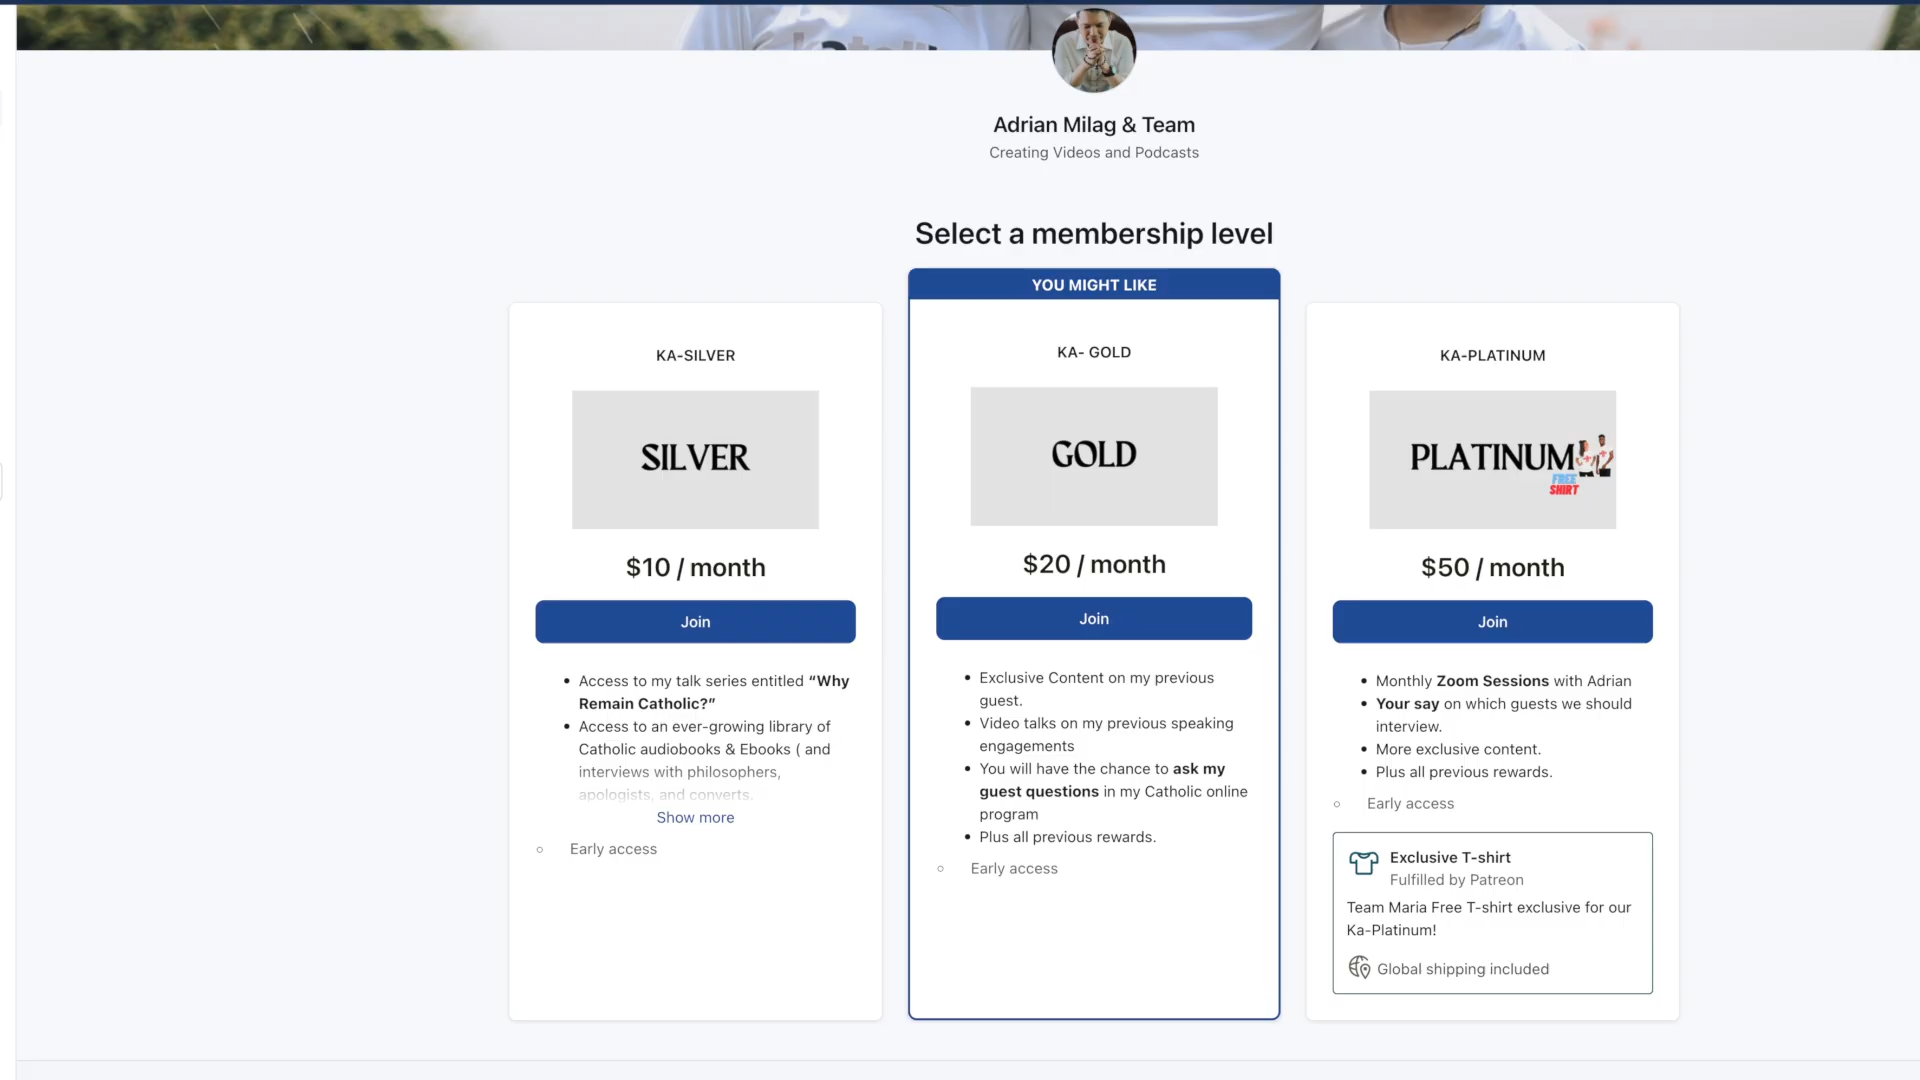 Adrian Milag & Team
Creating Videos and Podcasts
Select a membership level
KA-SILVER
SILVER
$10 / month
Join
• Access to my talk series entitled “Why
Remain Catholic?”
• Access to an ever-growing library of
Catholic audiobooks & Ebooks ( and
interviews with philosophers,
apologists, and converts.
Show more
Early access
YOU MIGHT LIKE
KA- GOLD
GOLD
$20 / month
Join
• Exclusive Content on my previous
guest.
• Video talks on my previous speaking
engagements
• You will have the chance to ask my
guest questions in my Catholic online
program
• Plus all previous rewards.
Early access
KA-PLATINUM
PLATINUM
FREE
SHIRT
$50 / month
Join
• Monthly Zoom Sessions with Adrian
• Your say on which guests we should
interview.
• More exclusive content.
• Plus all previous rewards.
Early access
Exclusive T-shirt
Fulfilled by Patreon
Team Maria Free T-shirt exclusive for our
Ka-Platinum!
Global shipping included